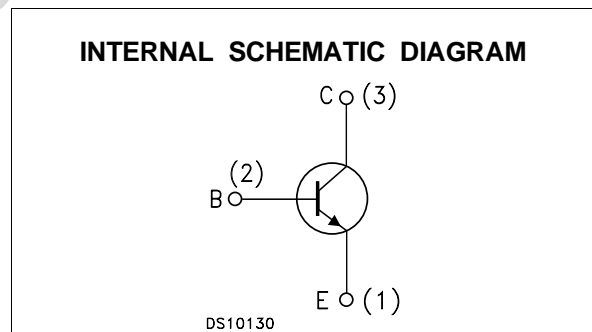 INTERNAL SCHEMATIC DIAGRAM
C (3)
(2)
B
E (1)
DS10130